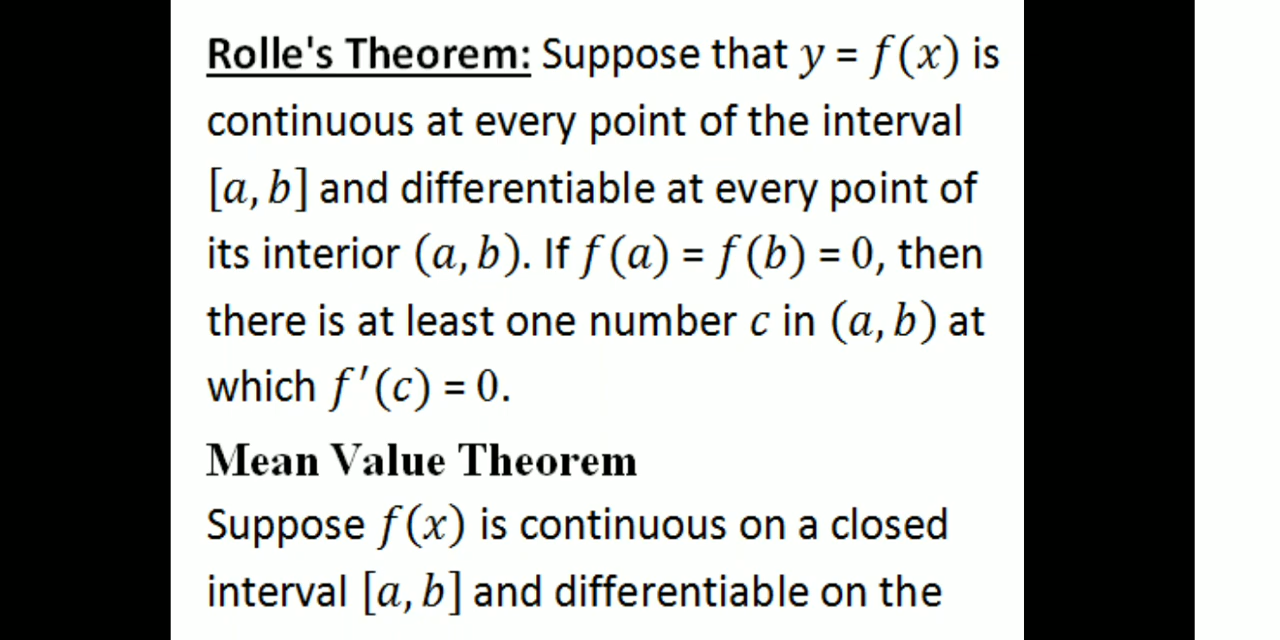 Rolle's Theorem: Suppose that y = f(x) is
continuous at every point of the interval
[a, b] and differentiable at every point of
its interior (a, b). If f(a) = f(b) = 0, then
there is at least one number c in (a, b) at
which f'(c) = 0.
Mean Value Theorem
Suppose f(x) is continuous on a closed
interval [a, b] and differentiable on the